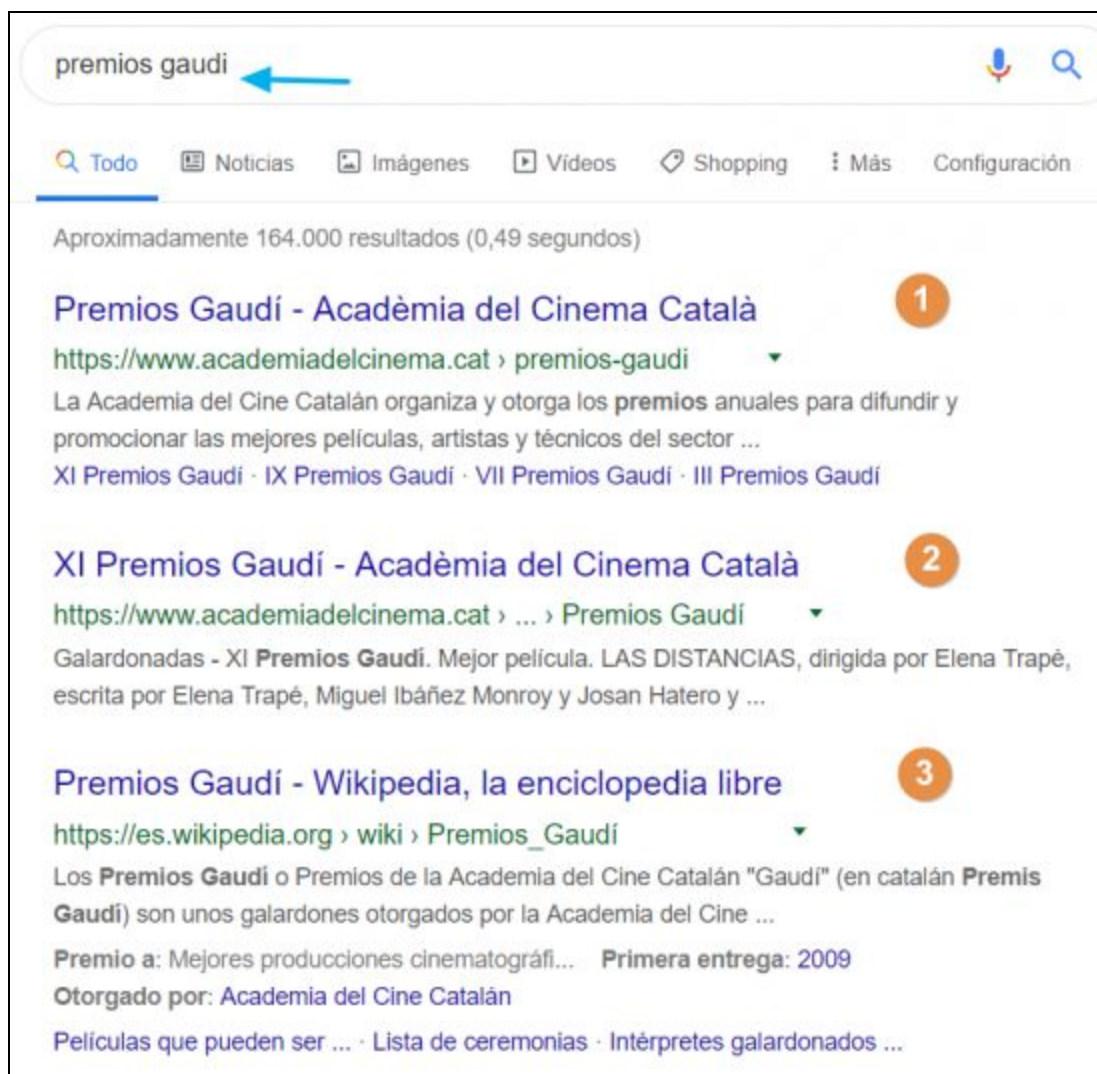 premios gaudi
Todo Noticias Imágenes Vídeos Shopping Más Configuración
Aproximadamente 164.000 resultados (0,49 segundos)
Premios Gaudí - Acadèmia del Cinema Català
1
https://www.academiadelcinema.cat › premios-gaudi
La Academia del Cine Catalán organiza y otorga los premios anuales para difundir y
promocionar las mejores películas, artistas y técnicos del sector ...
XI Premios Gaudí · IX Premios Gaudí · VII Premios Gaudí · III Premios Gaudí
XI Premios Gaudí - Acadèmia del Cinema Català
2
https://www.academiadelcinema.cat › ... › Premios Gaudí
Galardonadas - XI Premios Gaudí. Mejor película. LAS DISTANCIAS, dirigida por Elena Trapé,
escrita por Elena Trapé, Miguel Ibáñez Monroy y Josan Hatero y ...
Premios Gaudí - Wikipedia, la enciclopedia libre
3
https://es.wikipedia.org › wiki › Premios_Gaudí
Los Premios Gaudí o Premios de la Academia del Cine Catalán "Gaudí" (en catalán Premis
Gaudí) son unos galardones otorgados por la Academia del Cine ...
Premio a: Mejores producciones cinematográfi... Primera entrega: 2009
Otorgado por: Academia del Cine Catalán
Películas que pueden ser ... · Lista de ceremonias · Intérpretes galardonados ...